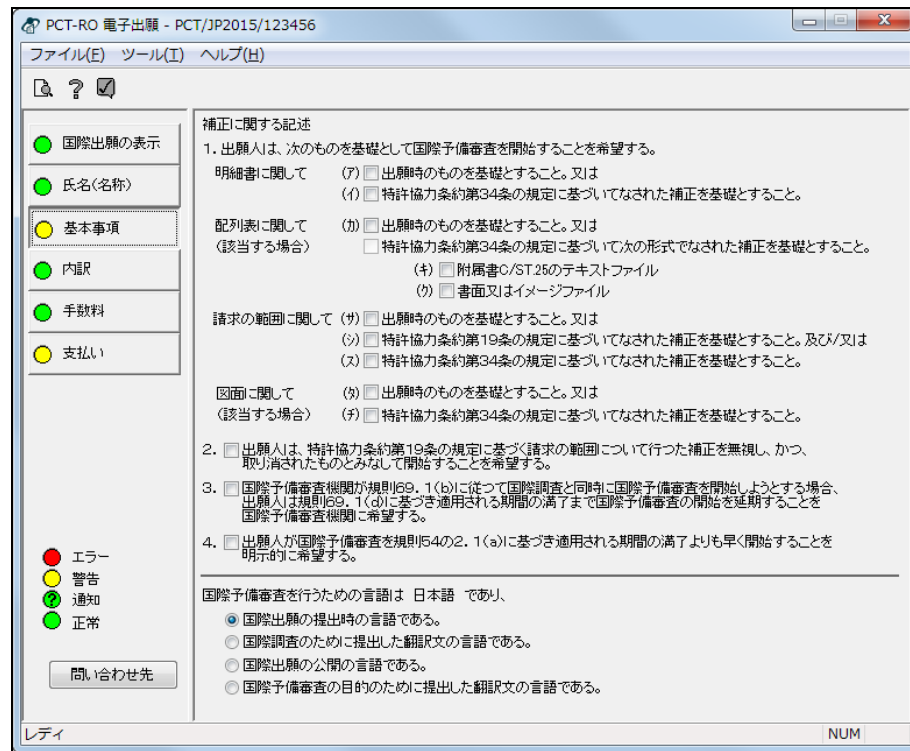 PCT-RO 電子出願 - PCT/JP2015/123456
ファイル(F) ツール(T) ヘルプ(H)
国際出願の表示
氏名(名称)
基本事項
内訳
手数料
支払い
エラー
警告
通知
正常
問い合わせ先
補正に関する記述
1. 出願人は、次のものを基礎として国際予備審査を開始することを希望する。
明細書に関して (ア) 出願時のものを基礎とすること。又は
(イ) 特許協力条約第34条の規定に基づいてなされた補正を基礎とすること。
配列表に関して (カ) 出願時のものを基礎とすること。又は
(該当する場合) 特許協力条約第34条の規定に基づいて次の形式でなされた補正を基礎とすること。
(キ) 附属書C/ST.25のテキストファイル
(ク) 書面又はイメージファイル
請求の範囲に関して (サ) 出願時のものを基礎とすること。又は
(シ) 特許協力条約第19条の規定に基づいてなされた補正を基礎とすること。及び/又は
(ス) 特許協力条約第34条の規定に基づいてなされた補正を基礎とすること。
図面に関して (タ) 出願時のものを基礎とすること。又は
(該当する場合) (チ) 特許協力条約第34条の規定に基づいてなされた補正を基礎とすること。
2. 出願人は、特許協力条約第19条の規定に基づく請求の範囲について行つた補正を無視し、かつ、
取り消されたものとみなして開始することを希望する。
3. 国際予備審査機関が規則69. 1(b)に従つて国際調査と同時に国際予備審査を開始しようとする場合、
出願人は規則69. 1(d)に基づき適用される期間の満了まで国際予備審査の開始を延期することを
国際予備審査機関に希望する。
4. 出願人が国際予備審査を規則54の2. 1(a)に基づき適用される期間の満了よりも早く開始することを
明示的に希望する。
国際予備審査を行うための言語は 日本語 であり、
国際出願の提出時の言語である。
国際調査のために提出した翻訳文の言語である。
国際出願の公開の言語である。
国際予備審査の目的のために提出した翻訳文の言語である。
レディ NUM